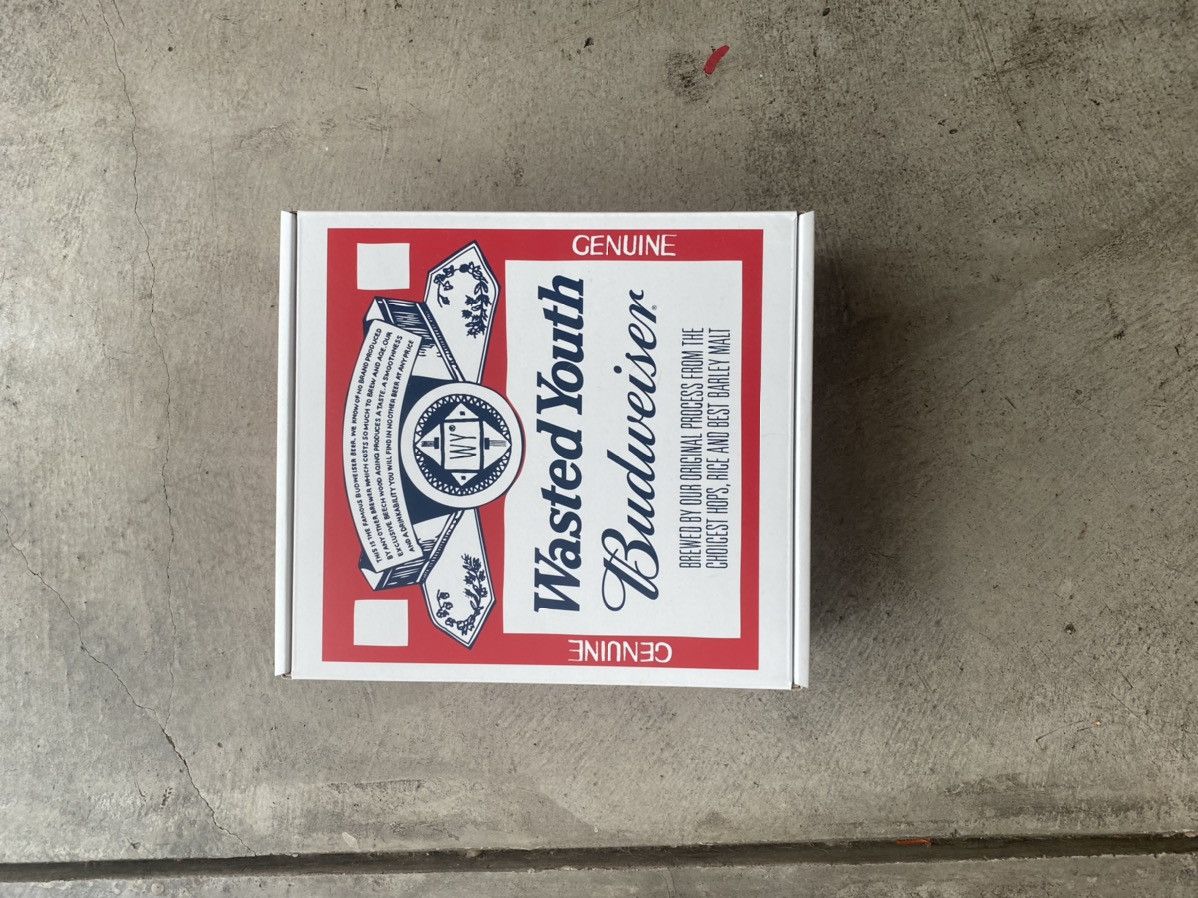 THIS IS THE FAMOUS BUDWEISER BEER. WE KNOW OF NO BRAND PRODUCED
BY ANY OTHER BREWER WHICH COSTS SO MUCH TO BREW AND AGE. OUR
EXCLUSIVE BEECH WOOD AGING PRODUCES A TASTE, A SMOOTHNESS
AND A DRINKABILITY YOU WILL FIND IN NO OTHER BEER AT ANY PRICE
WY®
GENUINE
GENUINE
Wasted Youth
Budweiser®
BREWED BY OUR ORIGINAL PROCESS FROM THE
CHOICEST HOPS, RICE AND BEST BARLEY MALT